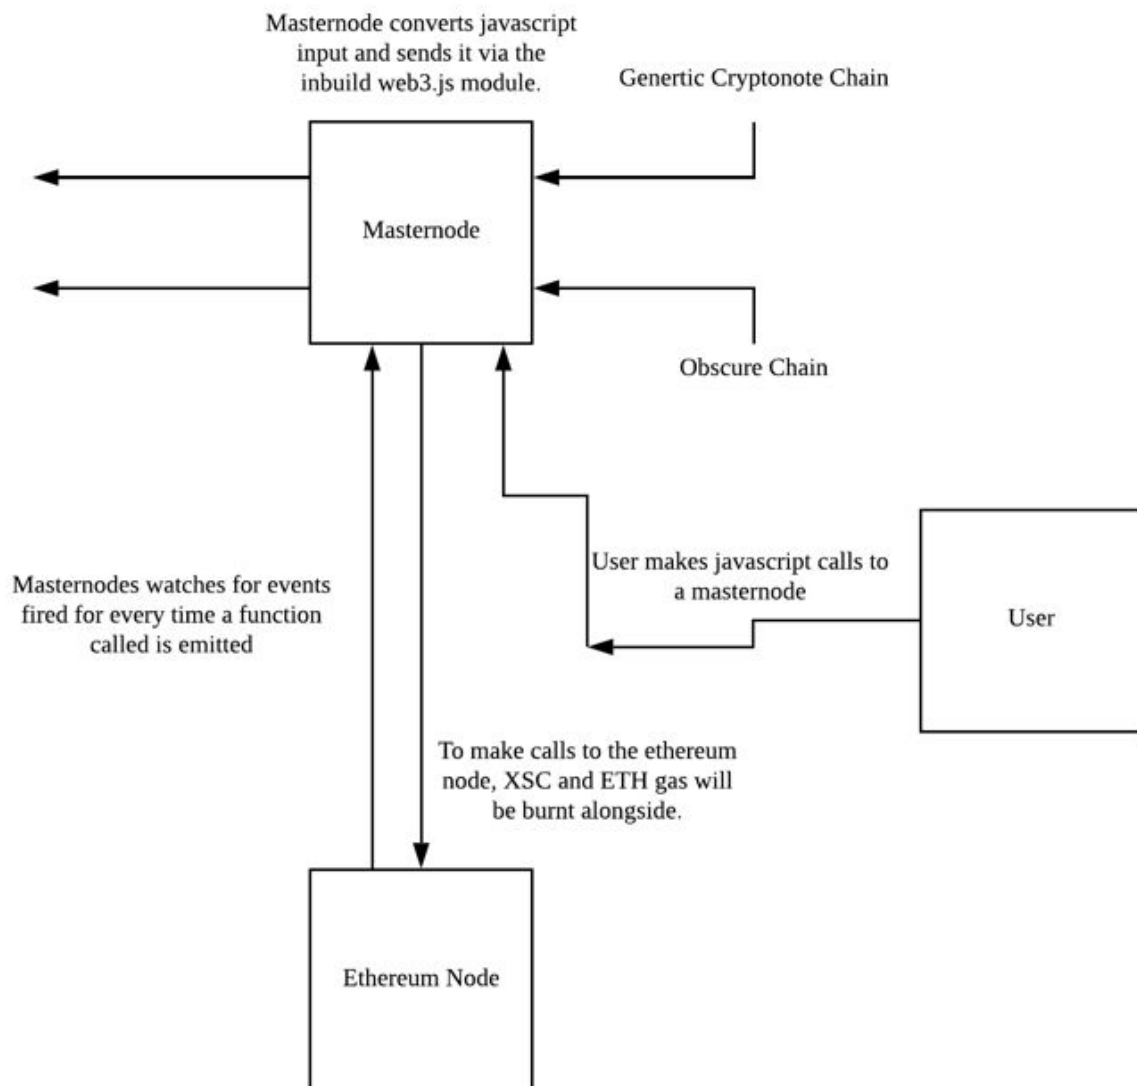 Masternode converts javascript
input and sends it via the
inbuild web3.js module.
Genertic Cryptonote Chain
Masternode
Obscure Chain
User makes javascript calls to
a masternode
User
Masternodes watches for events
fired for every time a function
called is emitted
To make calls to the ethereum
node, XSC and ETH gas will
be burnt alongside.
Ethereum Node